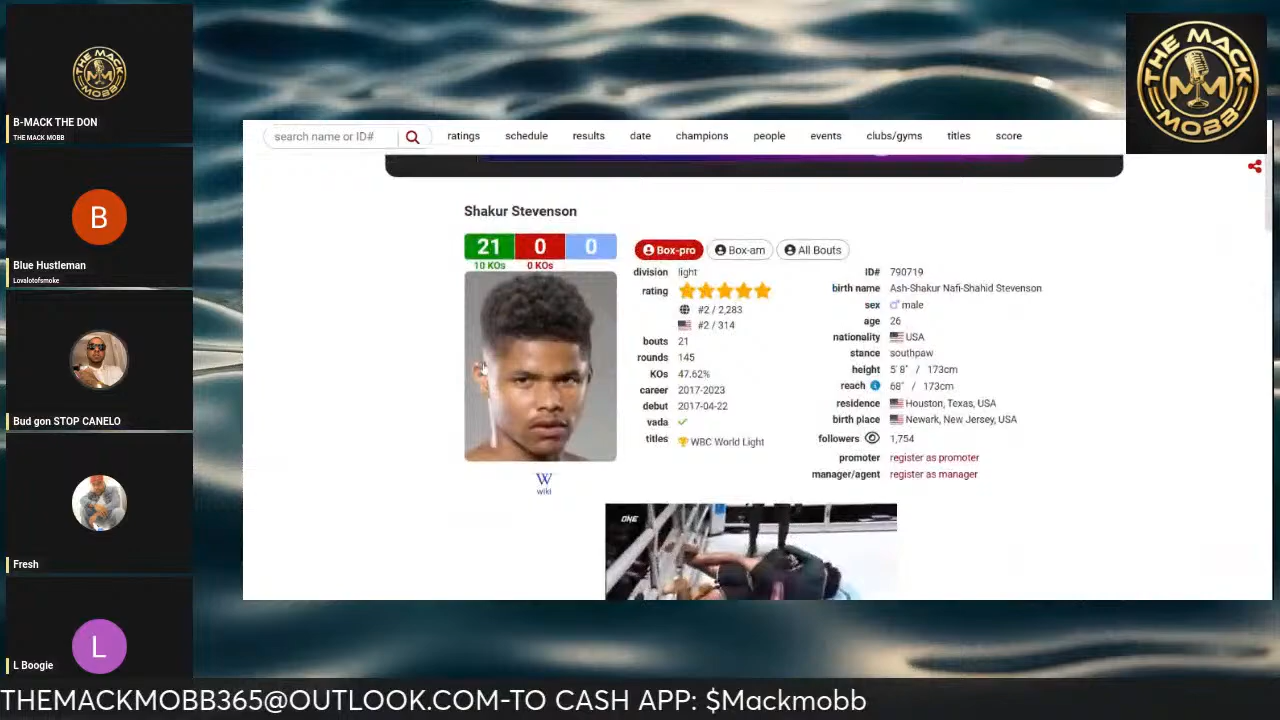 THE MACK
MM
MOBB
B-MACK THE DON
THE MACK MOBB
B
Blue Hustleman
Lovalotofsmoke
Bud gon STOP CANELO
Fresh
L
L Boogie
THE MACK
MM
MOBB
search name or ID#
ratings schedule results date champions people events clubs/gyms titles score
Shakur Stevenson
21 0 0
10 KOs 0 KOs
Box-pro Box-am All Bouts
division light
rating
#2 / 2,283
#2 / 314
bouts 21
rounds 145
KOs 47.62%
career 2017-2023
debut 2017-04-22
vada
titles WBC World Light
ID# 790719
birth name Ash-Shakur Nafi-Shahid Stevenson
sex male
age 26
nationality USA
stance southpaw
height 5' 8" / 173cm
reach 68" / 173cm
residence Houston, Texas, USA
birth place Newark, New Jersey, USA
followers 1,754
promoter register as promoter
manager/agent register as manager
W
wiki
ONE
THEMACKMOBB365@OUTLOOK.COM-TO CASH APP: $Mackmobb